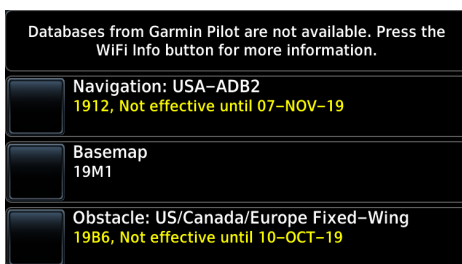 Databases from Garmin Pilot are not available. Press the
WiFi Info button for more information.
Navigation: USA-ADB2
1912, Not effective until 07-NOV-19
Basemap
19M1
Obstacle: US/Canada/Europe Fixed-Wing
19B6, Not effective until 10-OCT-19